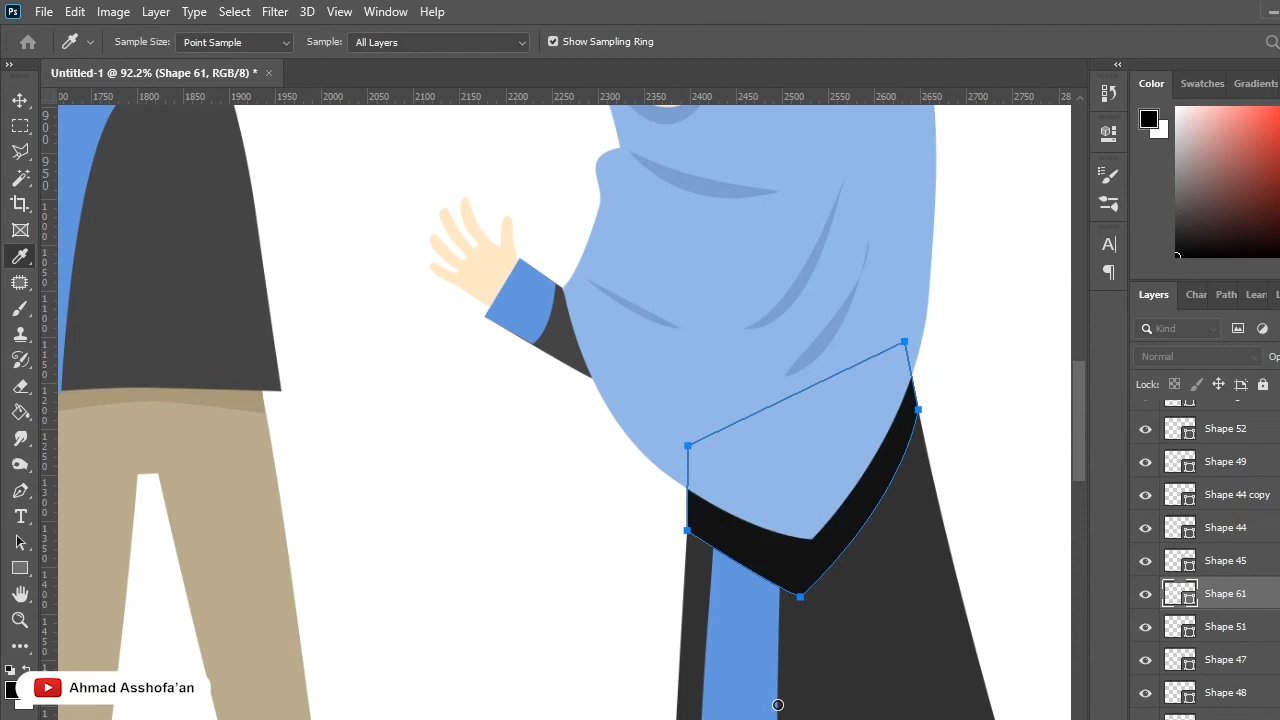 Ps File Edit Image Layer Type Select Filter 3D View Window Help
Sample Size: Point Sample Sample: All Layers Show Sampling Ring
Untitled-1 @ 92.2% (Shape 61, RGB/8) * ×
1750 1800 1850 1900 1950 2000 2050 2100 2150 2200 2250 2300 2350 2400 2450 2500 2550 2600 2650 2700 2750
Color Swatches Gradients
Layers Char Path Lear
Kind
Normal Op
Lock:
Shape 52
Shape 49
Shape 44 copy
Shape 44
Shape 45
Shape 61
Shape 51
Shape 47
Shape 48
Ahmad Asshofa'an